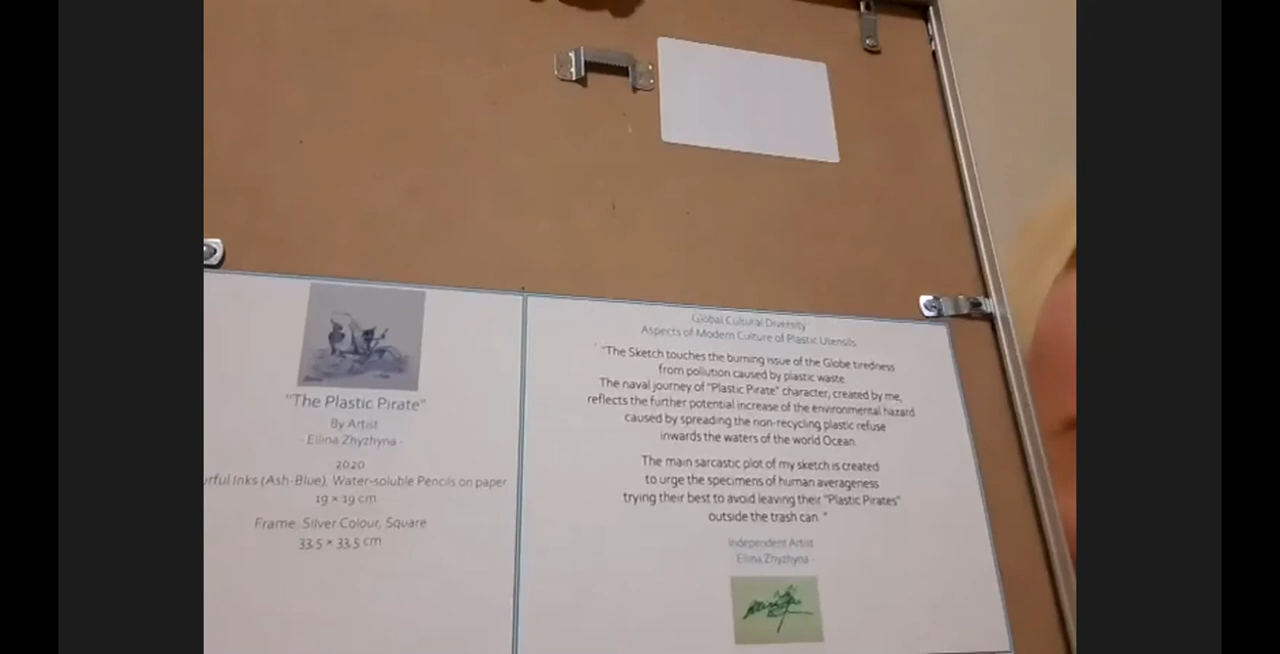 "The Plastic Pirate"
By Artist
Eilina Zhyzhyna
2020
Inks (Ash-Blue), Water-soluble Pencils on paper
19 × 19 cm
Frame: Silver Colour, Square
33.5 × 33.5 cm
Global Cultural Diversity
Aspects of Modern Culture of Plastic Utensils
"The Sketch touches the burning issue of the Globe tiredness
from pollution caused by plastic waste.
The naval journey of "Plastic Pirate" character, created by me,
reflects the further potential increase of the environmental hazard
caused by spreading the non-recycling plastic refuse
inwards the waters of the world Ocean.
The main sarcastic plot of my sketch is created
to urge the specimens of human averageness
trying their best to avoid leaving their "Plastic Pirates"
outside the trash can. "
Independent Artist
Eilina Zhyzhyna